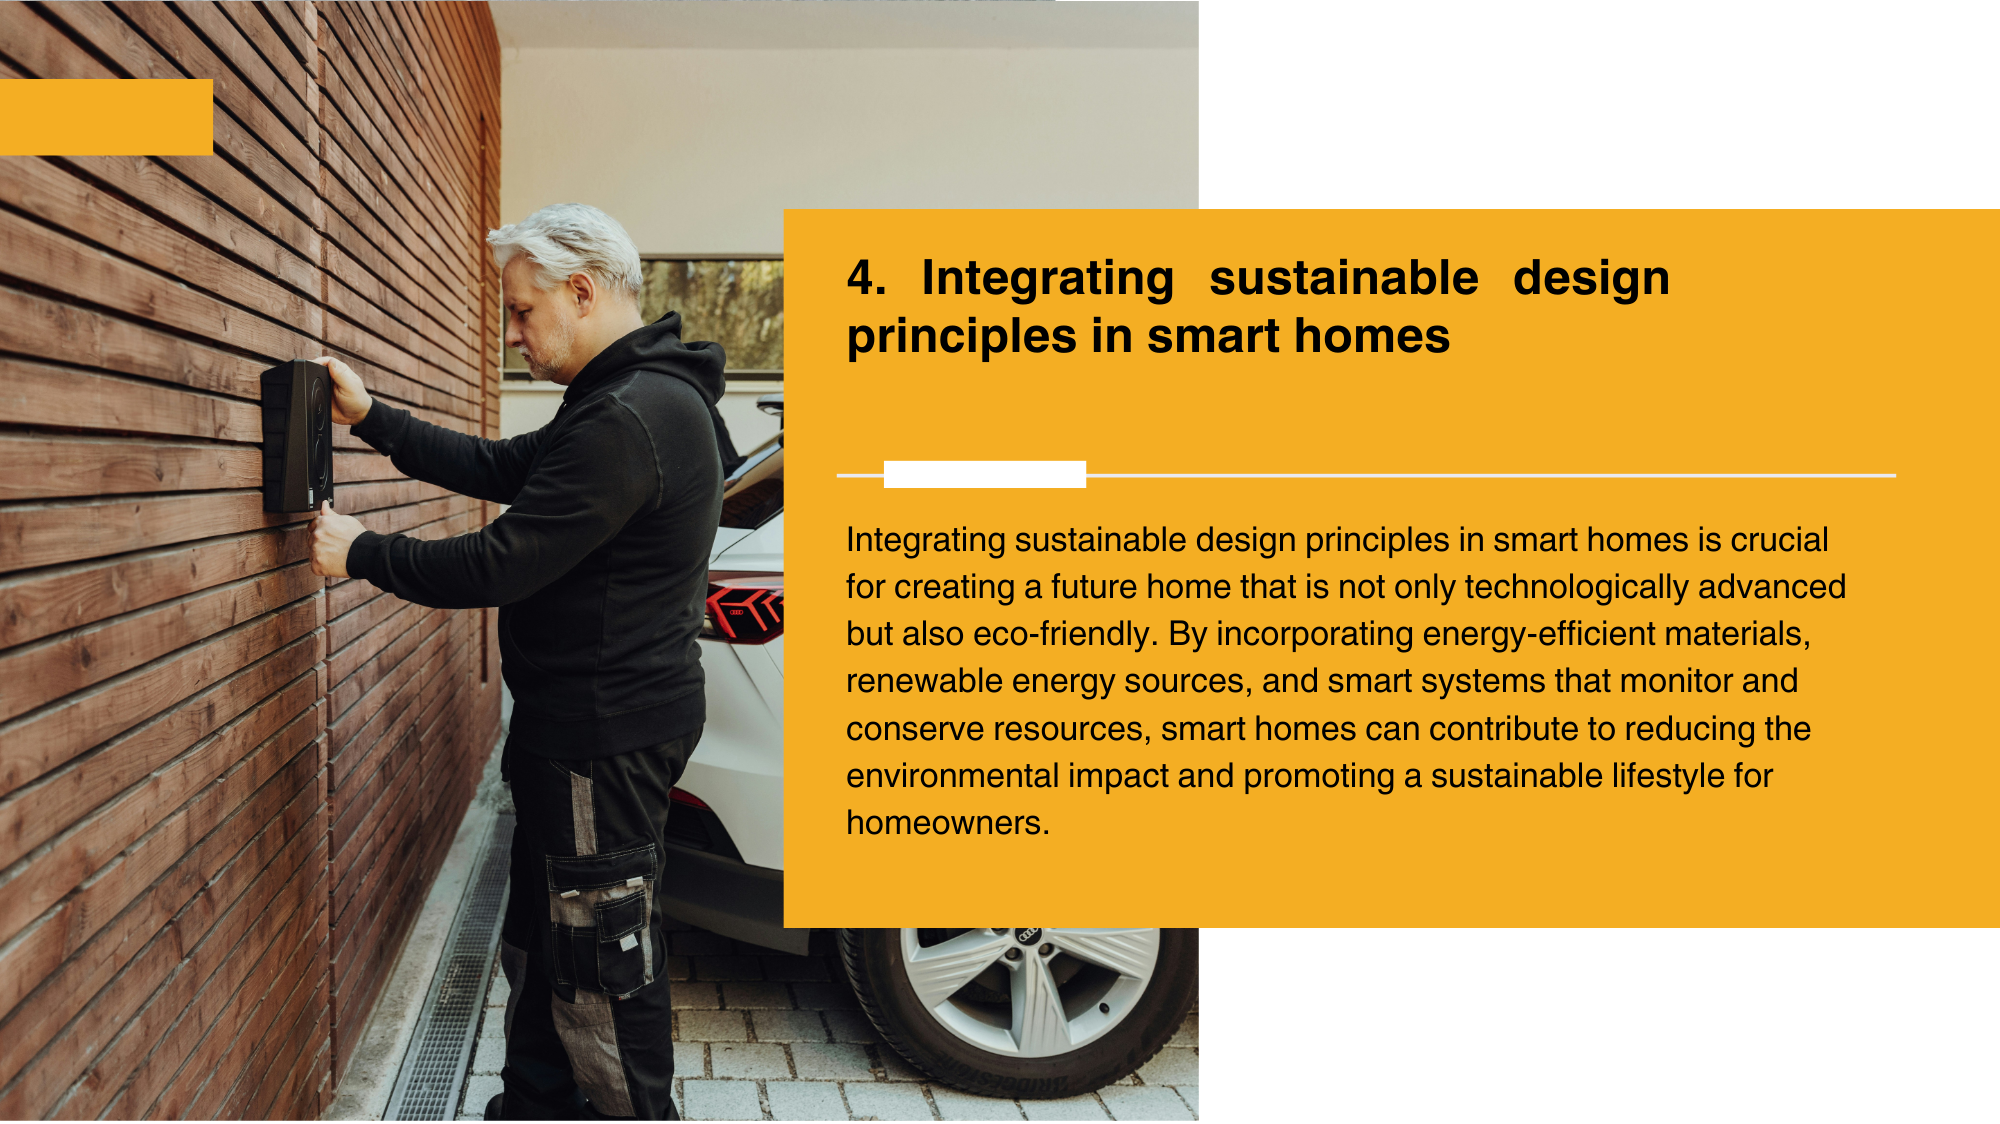 4. Integrating sustainable design
principles in smart homes
Integrating sustainable design principles in smart homes is crucial
for creating a future home that is not only technologically advanced
but also eco-friendly. By incorporating energy-efficient materials,
renewable energy sources, and smart systems that monitor and
conserve resources, smart homes can contribute to reducing the
environmental impact and promoting a sustainable lifestyle for
homeowners.
BRIDGESTONE